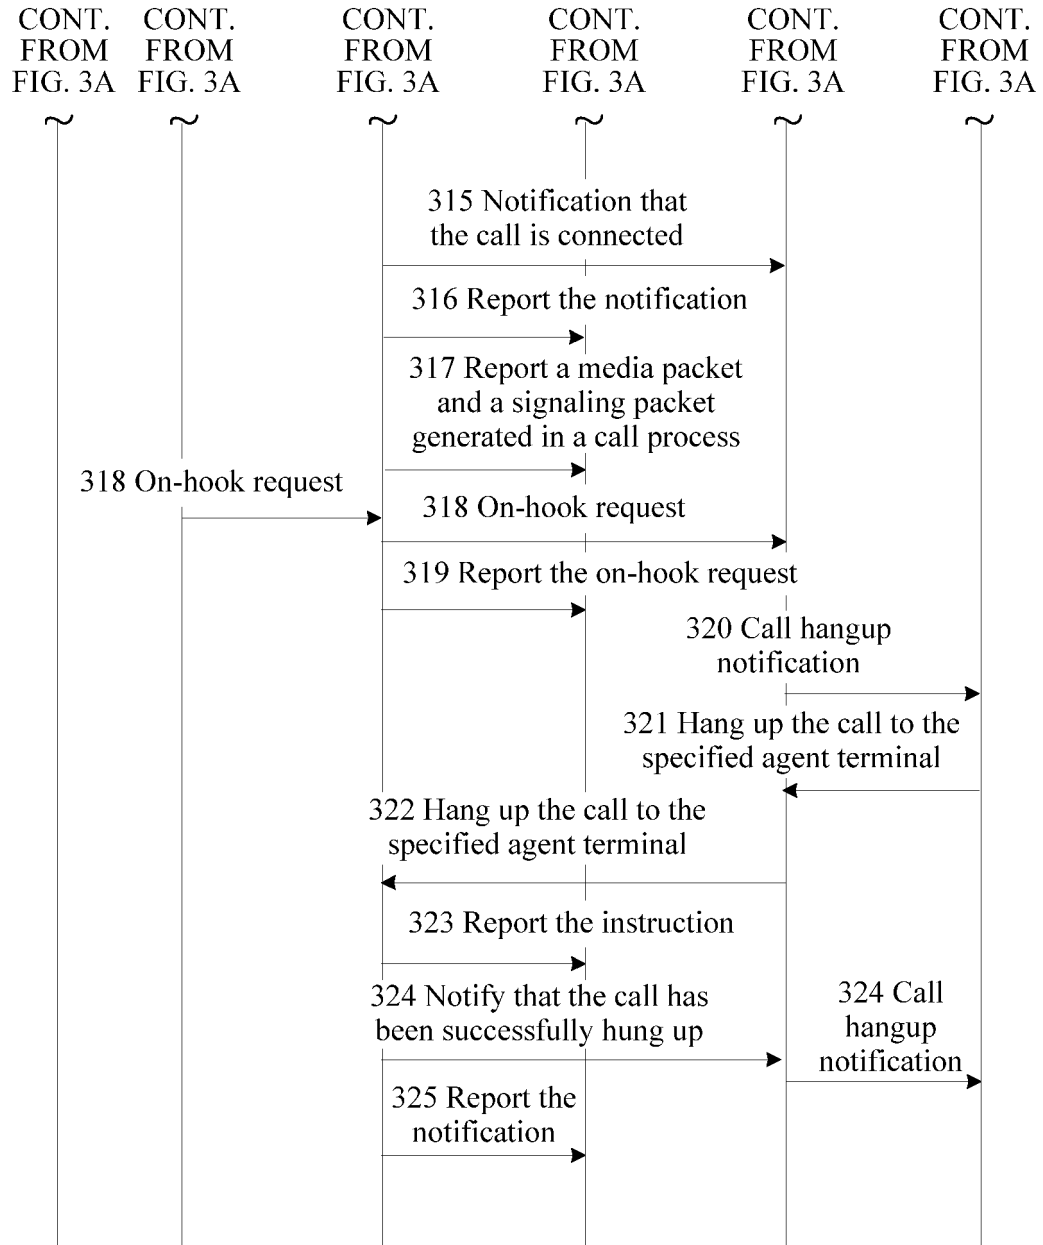 CONT. CONT. CONT. CONT. CONT. CONT.
FROM FROM FROM FROM FROM FROM
FIG. 3A FIG. 3A FIG. 3A FIG. 3A FIG. 3A FIG. 3A
315 Notification that
the call is connected
316 Report the notification
317 Report a media packet
and a signaling packet
generated in a call process
318 On-hook request
318 On-hook request
319 Report the on-hook request
320 Call hangup
notification
321 Hang up the call to the
specified agent terminal
322 Hang up the call to the
specified agent terminal
323 Report the instruction
324 Notify that the call has
been successfully hung up
324 Call
hangup
notification
325 Report the
notification